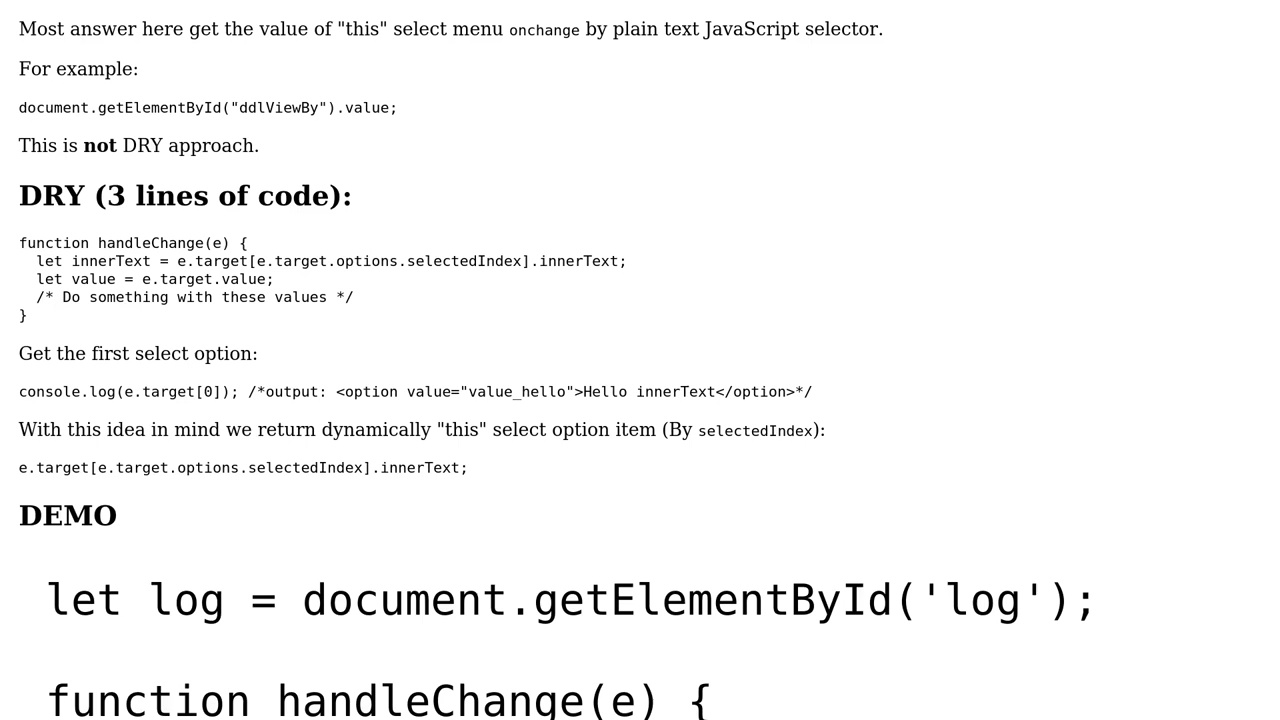 Most answer here get the value of "this" select menu onchange by plain text JavaScript selector.
For example:
document.getElementById("ddlViewBy").value;
This is not DRY approach.
DRY (3 lines of code):
function handleChange(e) {
  let innerText = e.target[e.target.options.selectedIndex].innerText;
  let value = e.target.value;
  /* Do something with these values */
}
Get the first select option:
console.log(e.target[0]); /*output: <option value="value_hello">Hello innerText</option>*/
With this idea in mind we return dynamically "this" select option item (By selectedIndex):
e.target[e.target.options.selectedIndex].innerText;
DEMO
let log = document.getElementById('log');
function handleChange(e) {